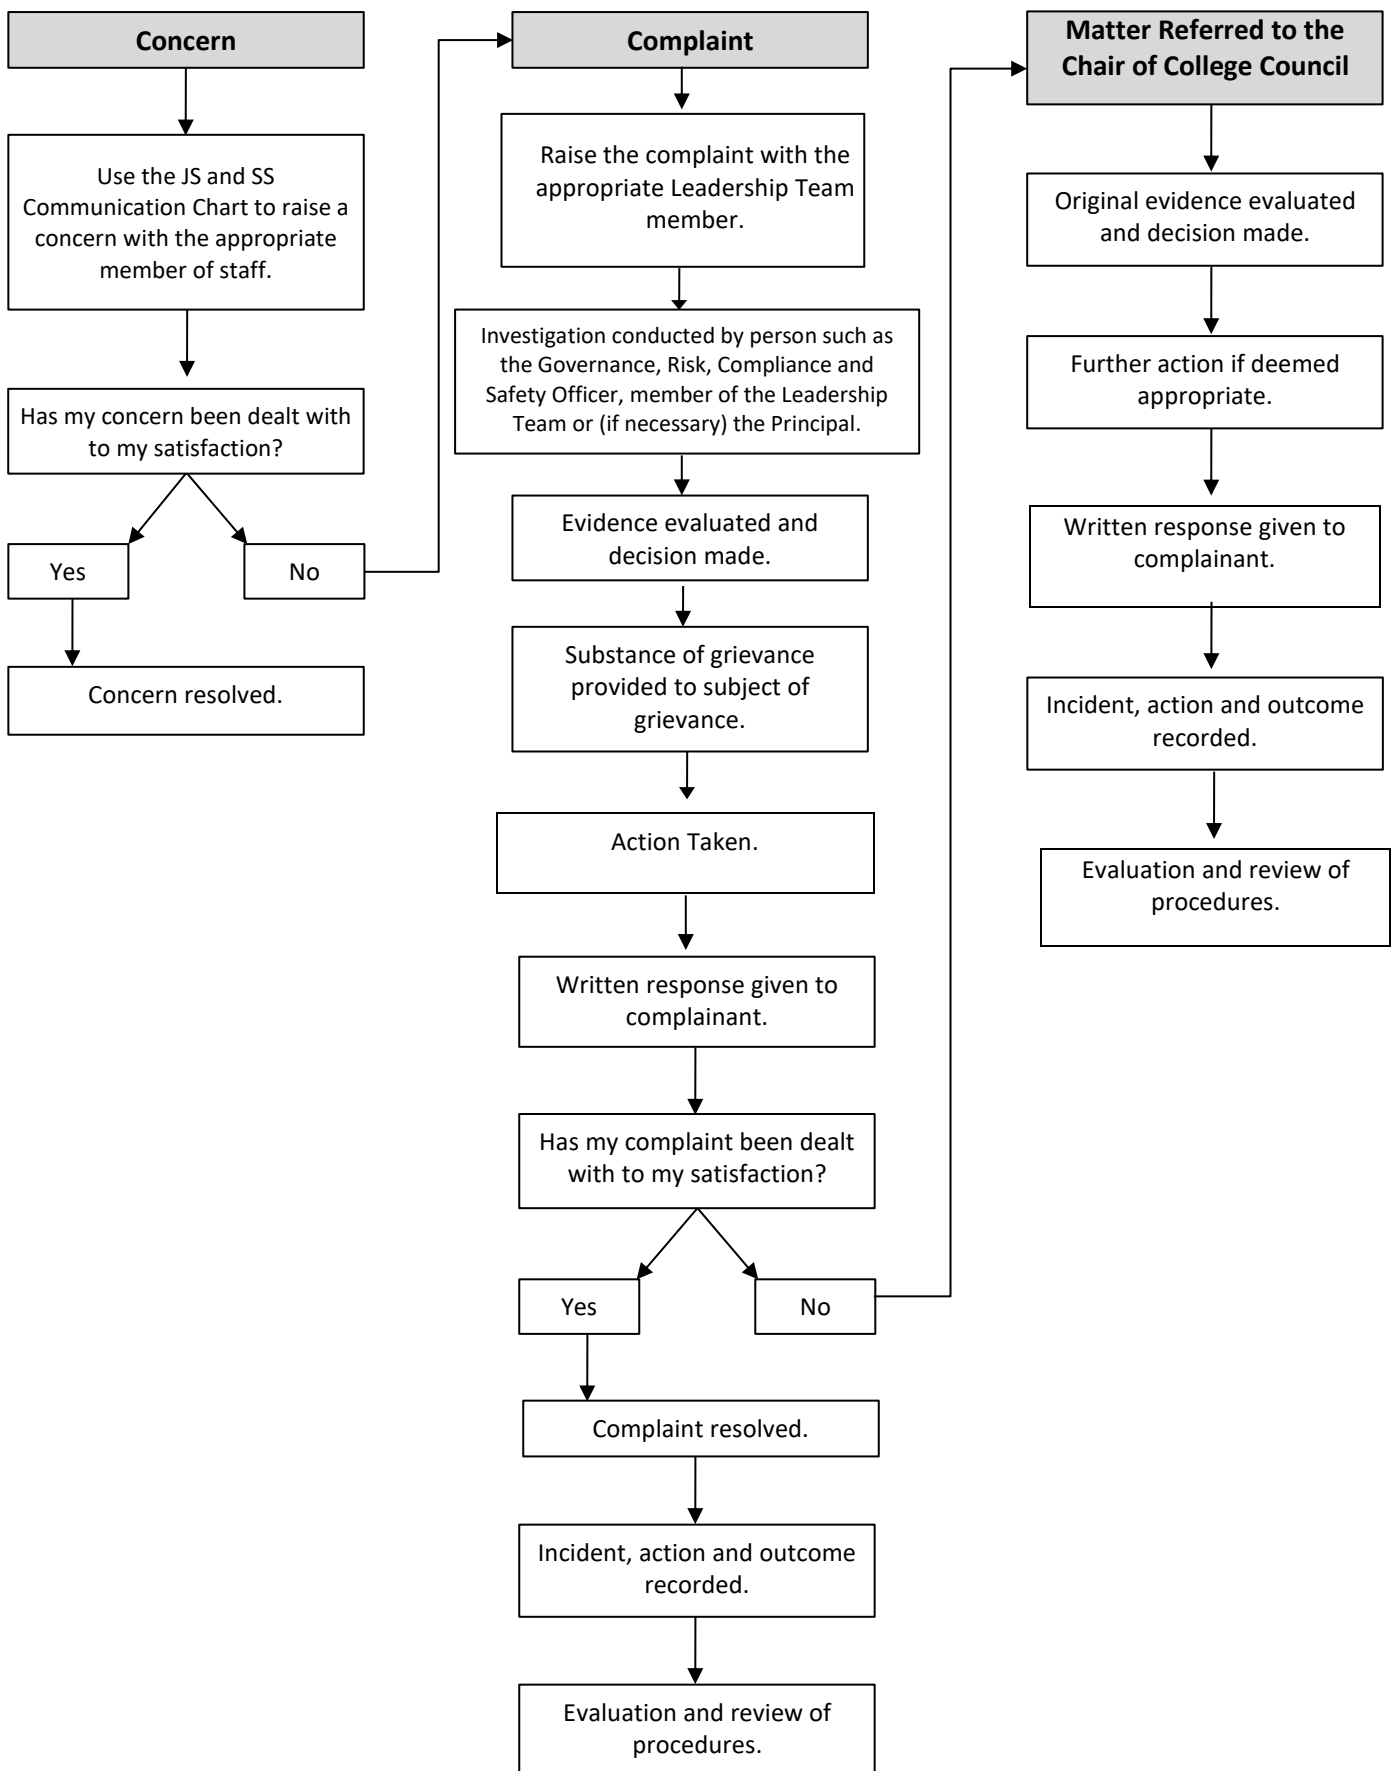 Concern
Use the JS and SS
Communication Chart to raise a
concern with the appropriate
member of staff.
Has my concern been dealt with
to my satisfaction?
Yes
No
Concern resolved.
Complaint
Raise the complaint with the
appropriate Leadership Team
member.
Investigation conducted by person such as
the Governance, Risk, Compliance and
Safety Officer, member of the Leadership
Team or (if necessary) the Principal.
Evidence evaluated and
decision made.
Substance of grievance
provided to subject of
grievance.
Action Taken.
Written response given to
complainant.
Has my complaint been dealt
with to my satisfaction?
Yes
No
Complaint resolved.
Incident, action and outcome
recorded.
Evaluation and review of
procedures.
Matter Referred to the
Chair of College Council
Original evidence evaluated
and decision made.
Further action if deemed
appropriate.
Written response given to
complainant.
Incident, action and outcome
recorded.
Evaluation and review of
procedures.